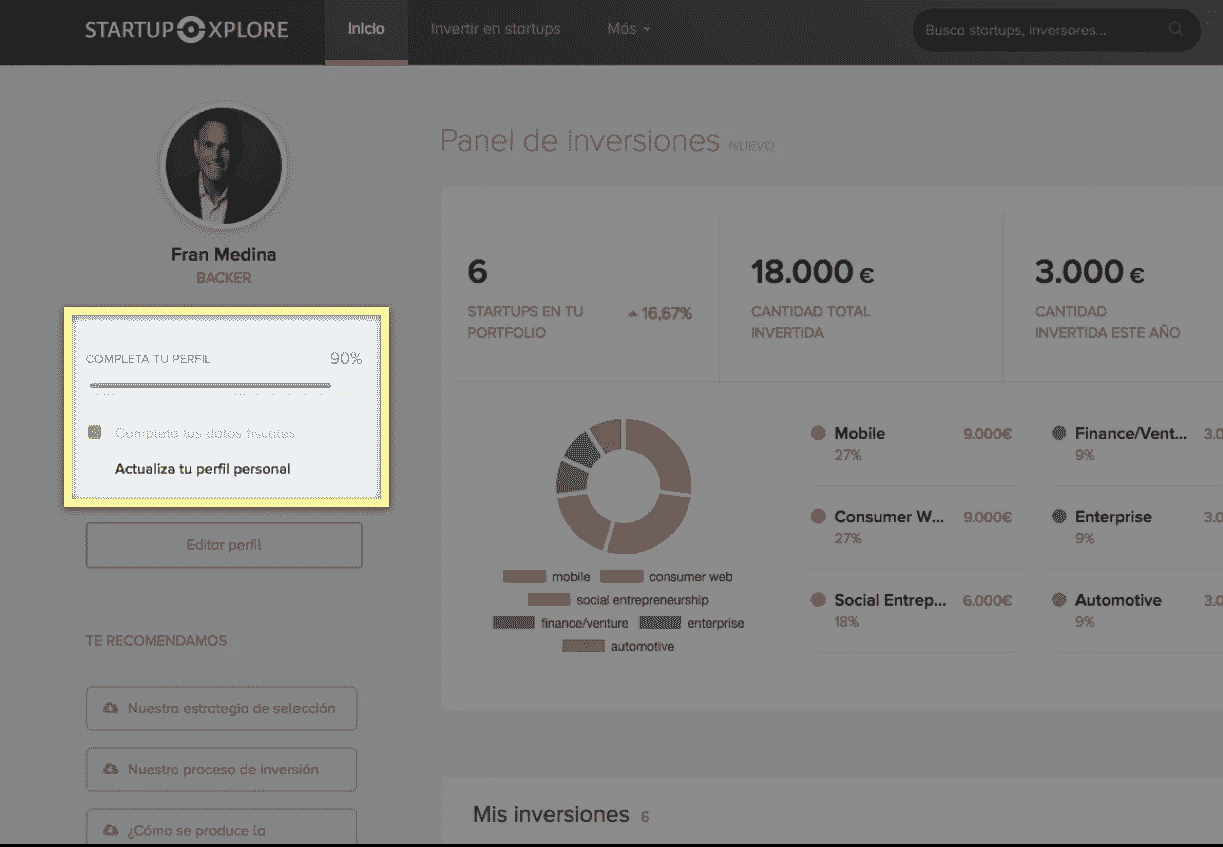 STARTUPXPLORE
Inicio
Invertir en startups
Más
Busca startups, inversores...
Fran Medina
BACKER
COMPLETA TU PERFIL
90%
Completa tus datos fiscales
Actualiza tu perfil personal
Editar perfil
TE RECOMENDAMOS
Nuestra estrategia de selección
Nuestro proceso de inversión
¿Cómo se produce la
Panel de inversiones NUEVO
6
STARTUPS EN TU
PORTFOLIO
16,67%
18.000 €
CANTIDAD TOTAL
INVERTIDA
3.000 €
CANTIDAD
INVERTIDA ESTE AÑO
mobile consumer web
social entrepreneurship
finance/venture enterprise
automotive
Mobile 9.000€
27%
Finance/Vent... 3.0
9%
Consumer W... 9.000€
27%
Enterprise 3.0
9%
Social Entrep... 6.000€
18%
Automotive 3.0
9%
Mis inversiones 6